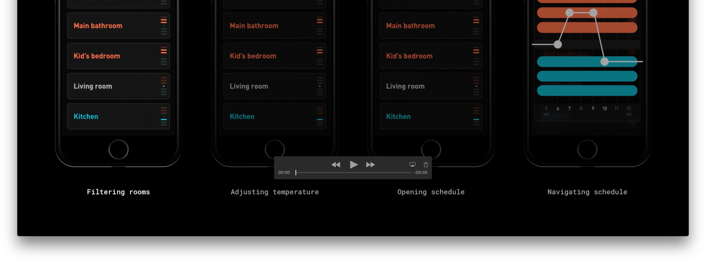 Main bathroom
Kid's bedroom
Living room
Kitchen
Main bathroom
Kid's bedroom
Living room
Kitchen
Main bathroom
Kid's bedroom
Living room
Kitchen
5 6 7 8 9 10 11 12
00:00
Filtering rooms
Adjusting temperature
Opening schedule
Navigating schedule